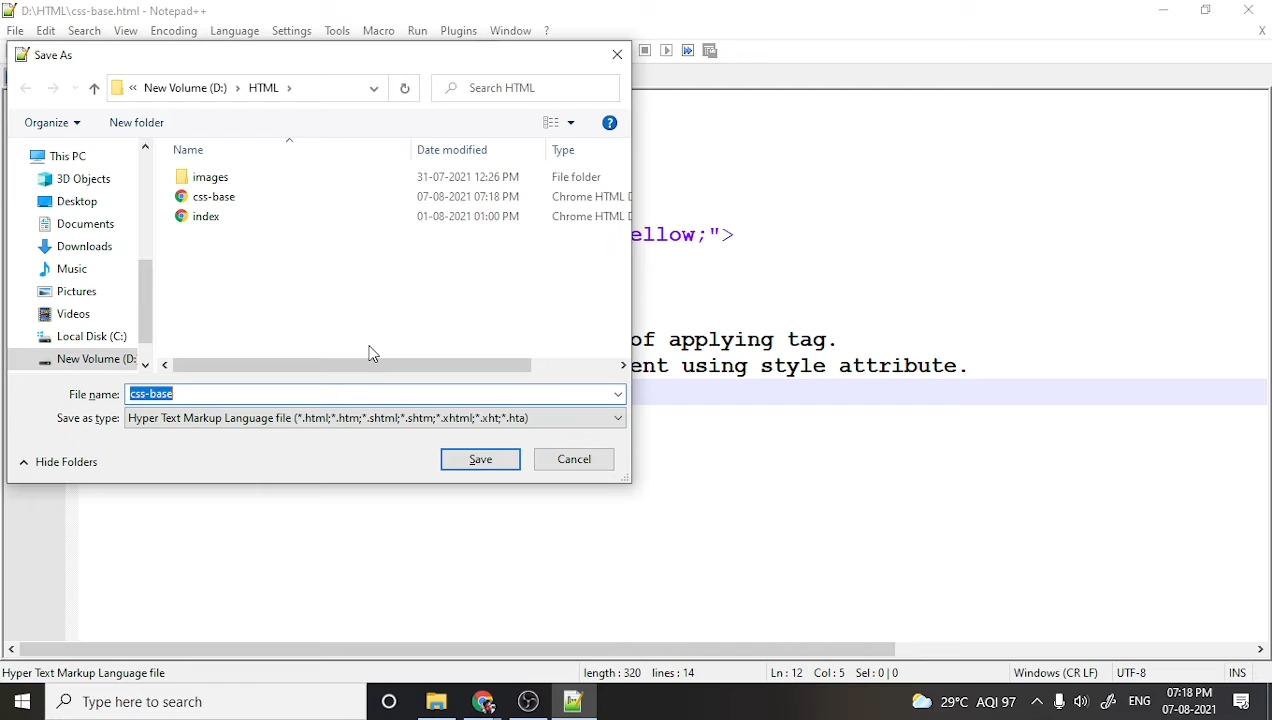 D:\HTML\css-base.html - Notepad++
File Edit Search View Encoding Language Settings Tools Macro Run Plugins Window ? X
Save As
« New Volume (D:) › HTML ›
Search HTML
Organize
New folder
Name Date modified Type
This PC
3D Objects
Desktop
Documents
Downloads
Music
Pictures
Videos
Local Disk (C:)
New Volume (D:
images 31-07-2021 12:26 PM File folder
css-base 07-08-2021 07:18 PM Chrome HTML D
index 01-08-2021 01:00 PM Chrome HTML D
ellow;">
of applying tag.
ent using style attribute.
File name: css-base
Save as type: Hyper Text Markup Language file (*.html;*.htm;*.shtml;*.shtm;*.xhtml;*.xht;*.hta)
Hide Folders
Save
Cancel
Hyper Text Markup Language file length : 320 lines : 14 Ln : 12 Col : 5 Sel : 0 | 0 Windows (CR LF) UTF-8 INS
Type here to search
29°C AQI 97
ENG
07:18 PM
07-08-2021